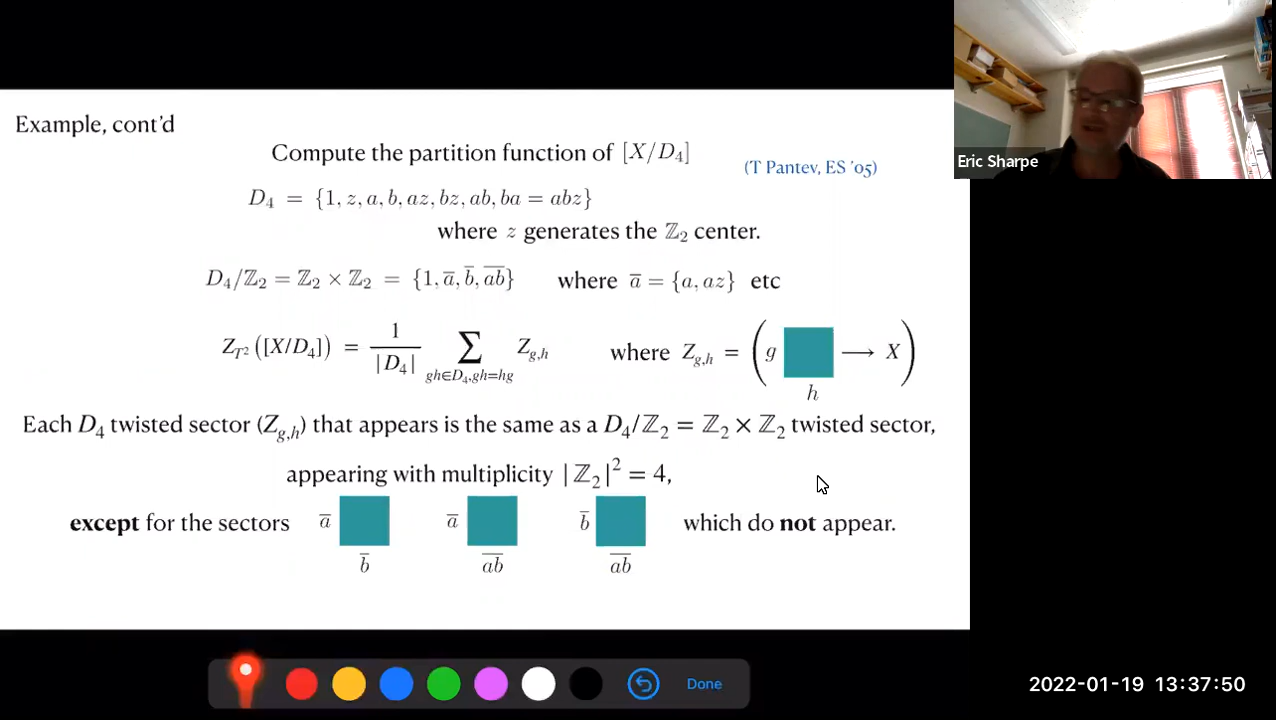 Example, cont'd
Compute the partition function of [X/D₄]
(T Pantev, ES '05)
D₄ = {1, z, a, b, az, bz, ab, ba = abz}
where z generates the ℤ₂ center.
D₄/ℤ₂ = ℤ₂ × ℤ₂ = {1, a̅, b̅, a̅b̅} where a̅ = {a, az} etc
Z_{T²}([X/D₄]) = \frac{1}{|D₄|} ∑_{gh∈D₄,gh=hg} Z_{g,h} where Z_{g,h} = (g ⟶ X)
h
Each D₄ twisted sector (Z_{g,h}) that appears is the same as a D₄/ℤ₂ = ℤ₂ × ℤ₂ twisted sector,
appearing with multiplicity |ℤ₂|² = 4,
except for the sectors a̅ a̅ b̅ which do not appear.
b̅ a̅b̅ a̅b̅
Eric Sharpe
Done
2022-01-19 13:37:50